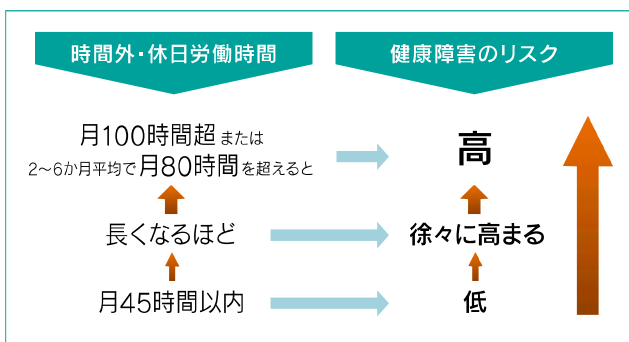 時間外・休日労働時間
健康障害のリスク
月100時間超または
2～6か月平均で月80時間を超えると
高
長くなるほど
徐々に高まる
月45時間以内
低